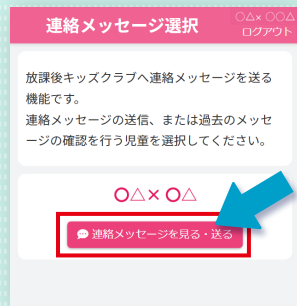 連絡メッセージ選択
○△× ○○△
ログアウト
放課後キッズクラブへ連絡メッセージを送る
機能です。
連絡メッセージの送信、または過去のメッセ
ージの確認を行う児童を選択してください。
○△× ○△
連絡メッセージを見る・送る